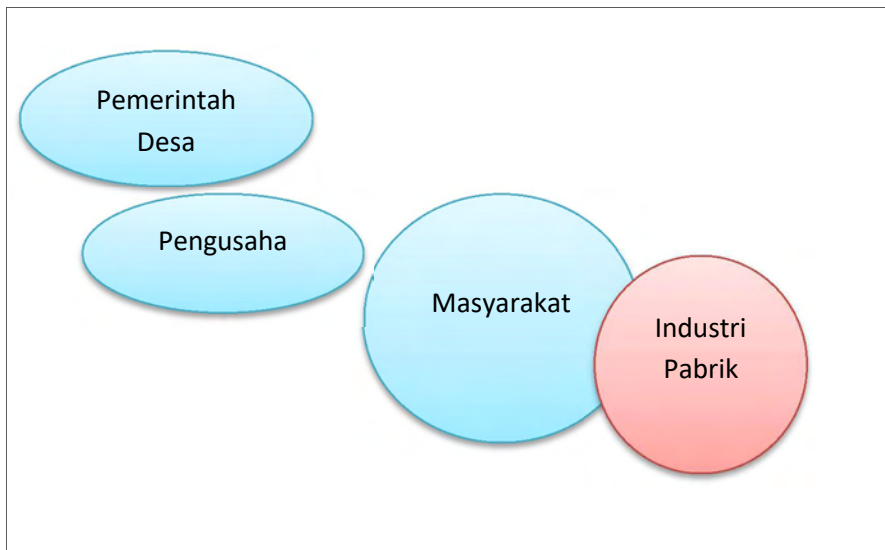 Pemerintah
Desa
Pengusaha
Masyarakat
Industri
Pabrik